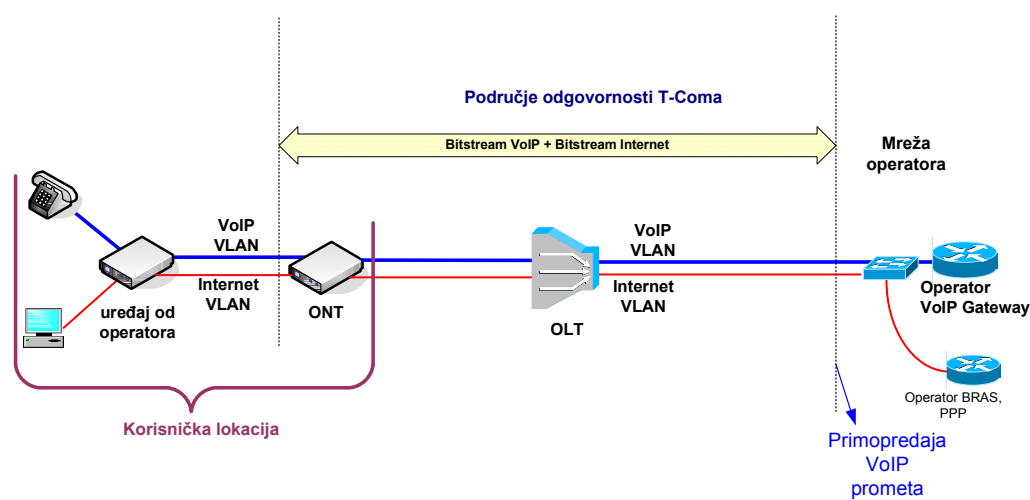 Područje odgovornosti T-Coma
Bitstream VoIP + Bitstream Internet
Mreža
operatora
VoIP
VLAN
Internet
VLAN
uređaj od
operatora
ONT
OLT
VoIP
VLAN
Internet
VLAN
Operator
VoIP Gateway
Operator BRAS,
PPP
Korisnička lokacija
Primopredaja
VoIP
prometa